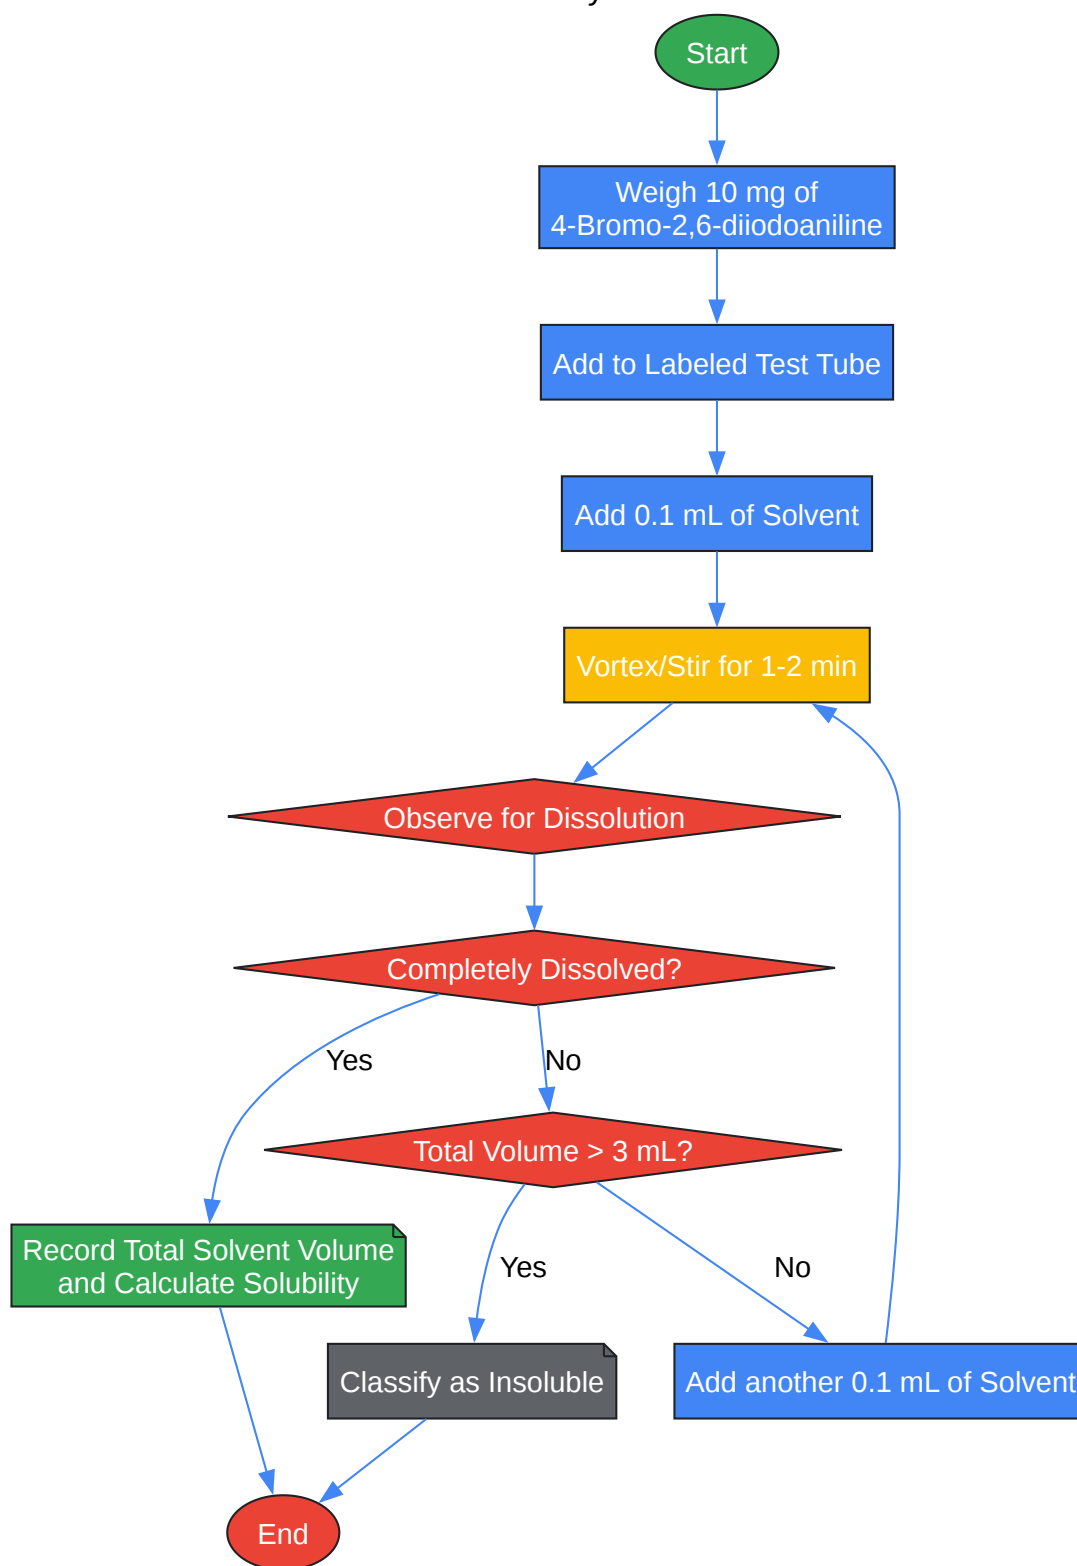 Start
Weigh 10 mg of
4-Bromo-2,6-diiodoaniline
Add to Labeled Test Tube
Add 0.1 mL of Solvent
Vortex/Stir for 1-2 min
Observe for Dissolution
Completely Dissolved?
Yes
No
Total Volume > 3 mL?
Record Total Solvent Volume
and Calculate Solubility
Yes
No
Classify as Insoluble
Add another 0.1 mL of Solvent
End